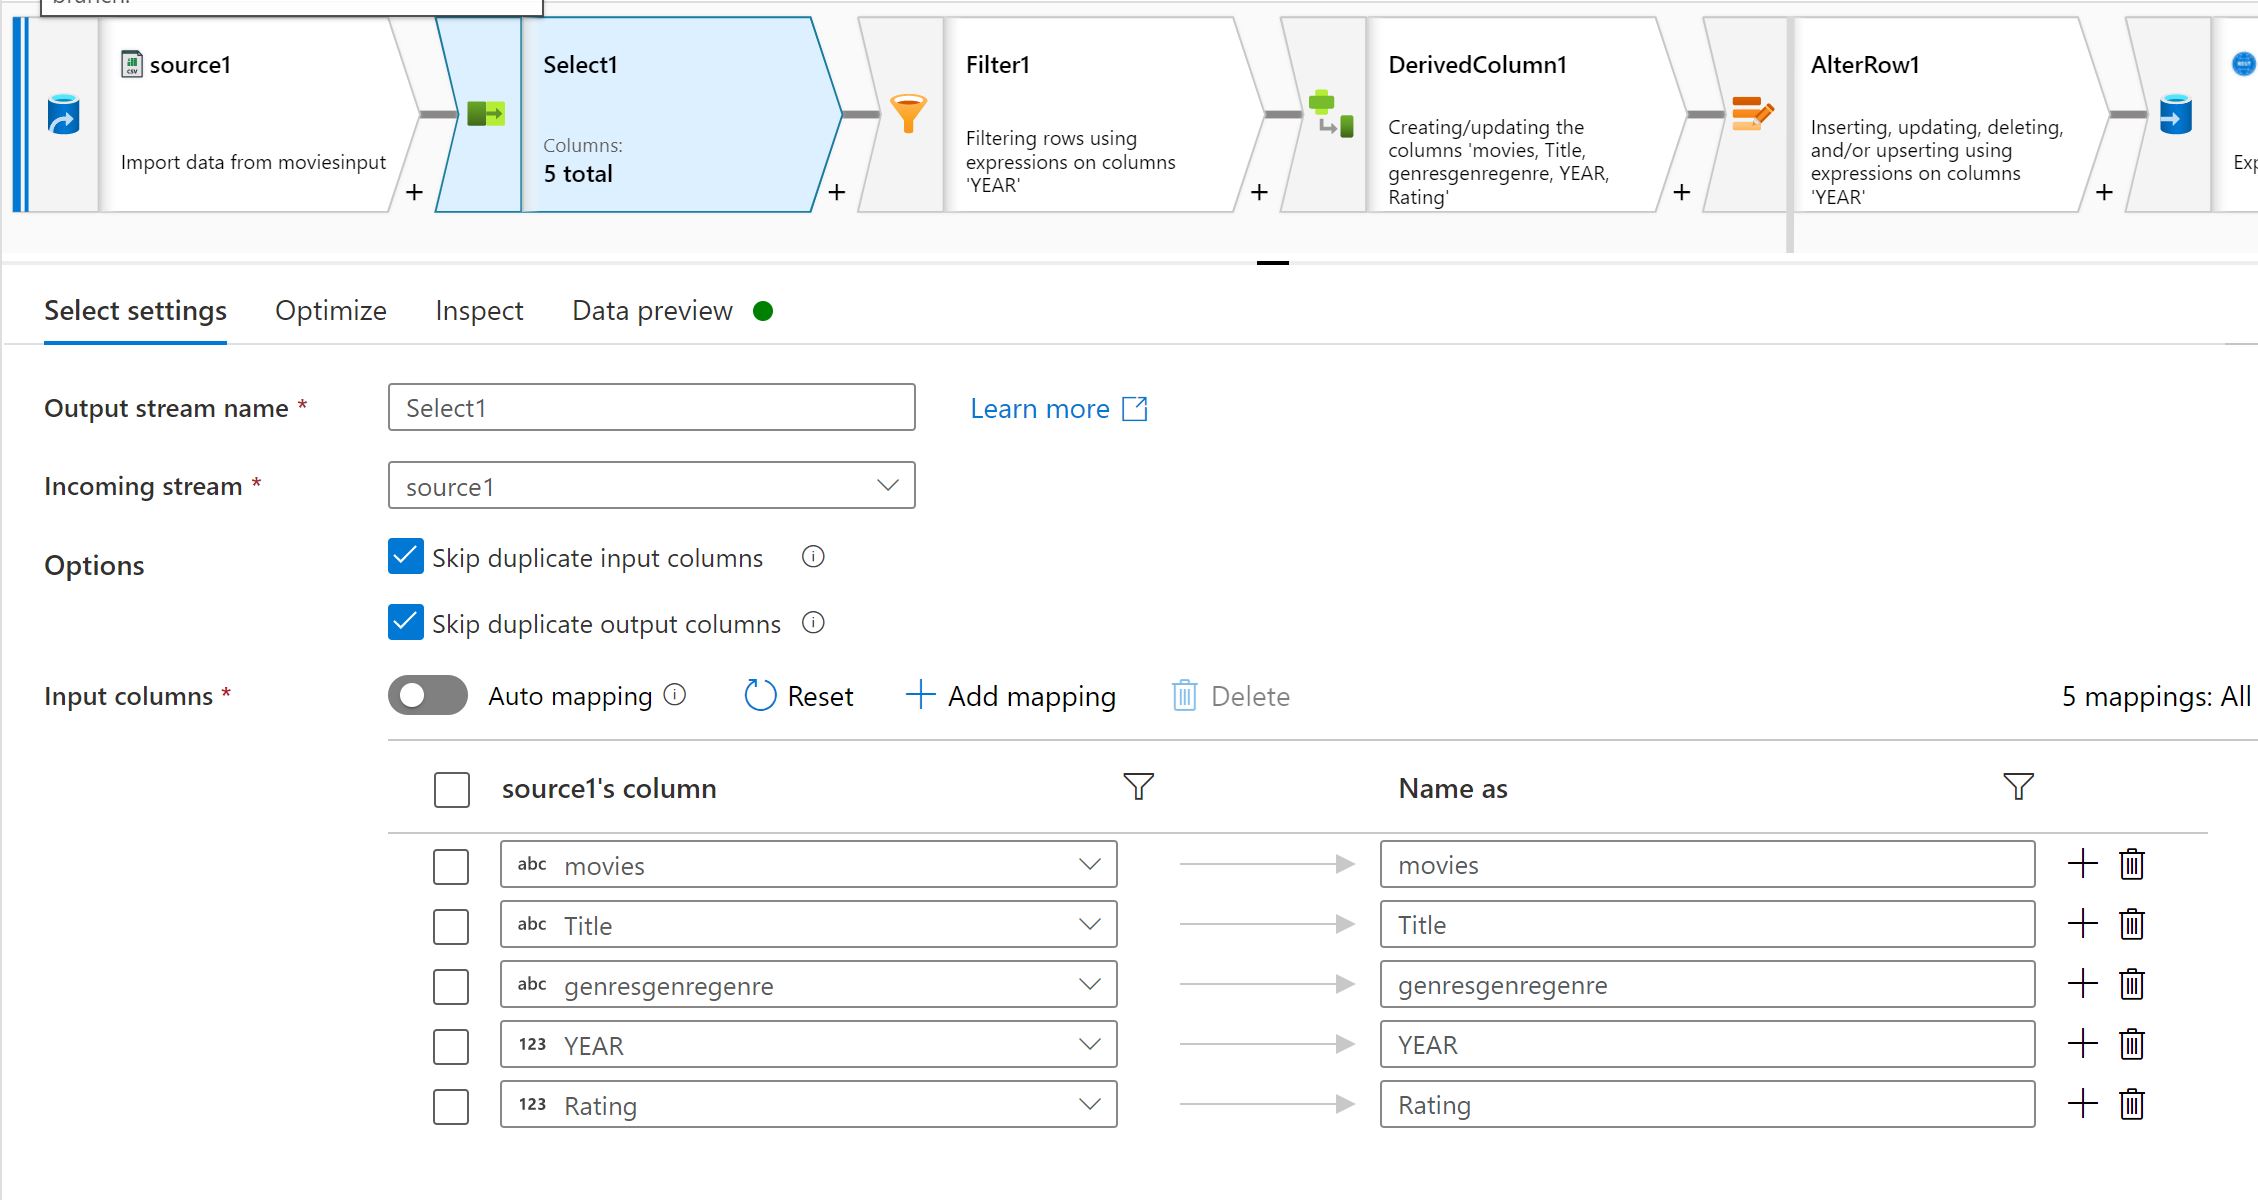 source1
Import data from moviesinput
+
Select1
Columns:
5 total
+
Filter1
Filtering rows using
expressions on columns
'YEAR'
+
DerivedColumn1
Creating/updating the
columns 'movies, Title,
genresgenregenre, YEAR,
Rating'
+
AlterRow1
Inserting, updating, deleting,
and/or upserting using
expressions on columns
'YEAR'
+
Select settings Optimize Inspect Data preview
Output stream name * Select1 Learn more
Incoming stream * source1
Options Skip duplicate input columns
Skip duplicate output columns
Input columns * Auto mapping Reset Add mapping Delete 5 mappings: All
source1's column Name as
abc movies movies
abc Title Title
abc genresgenregenre genresgenregenre
123 YEAR YEAR
123 Rating Rating